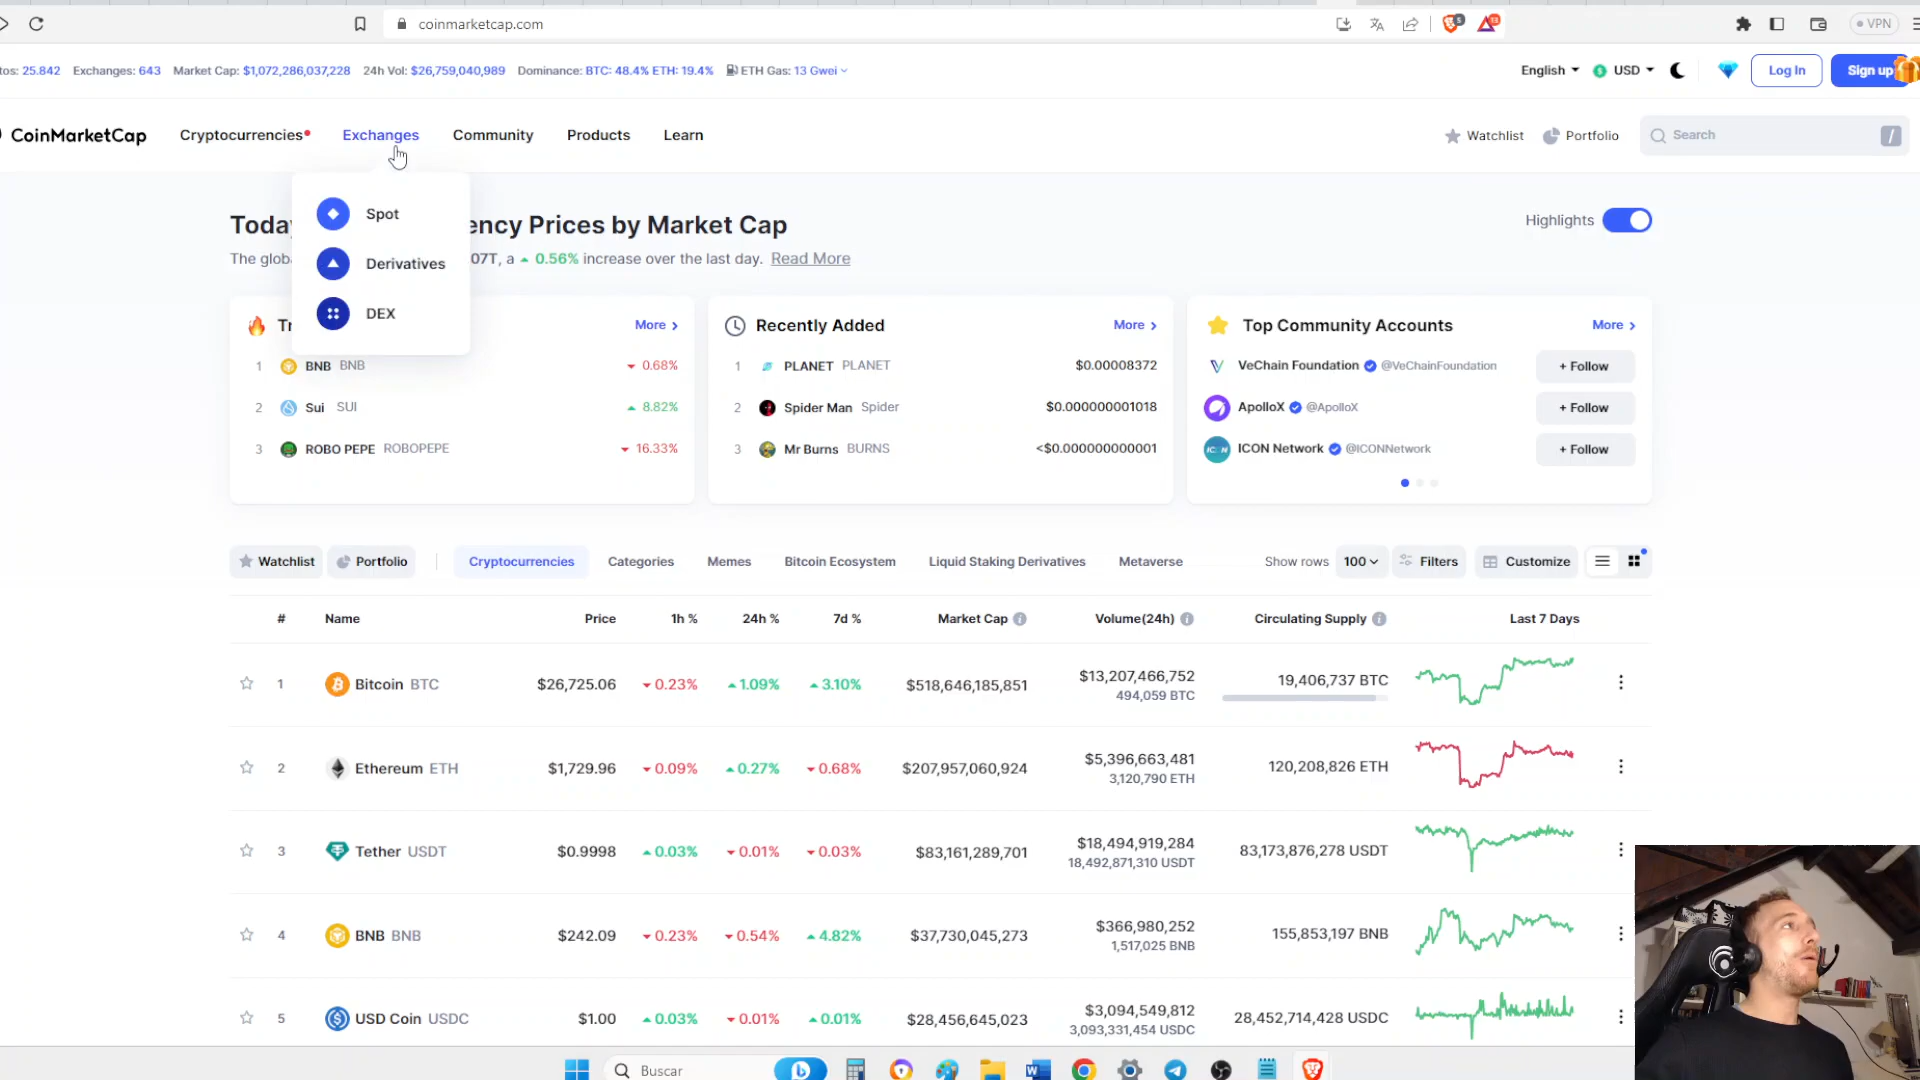 coinmarketcap.com
5
13
VPN
tos: 25.842 Exchanges: 643 Market Cap: $1,072,286,037,228 24h Vol: $26,759,040,989 Dominance: BTC: 48.4% ETH: 19.4% ETH Gas: 13 Gwei
English USD Log In Sign up
CoinMarketCap Cryptocurrencies Exchanges Community Products Learn Watchlist Portfolio Search /
Spot
Derivatives
DEX
Today ency Prices by Market Cap Highlights
The globa 07T, a 0.56% increase over the last day. Read More
Tr More
1 BNB BNB 0.68%
2 Sui SUI 8.82%
3 ROBO PEPE ROBOPEPE 16.33%
Recently Added More
1 PLANET PLANET $0.00008372
2 Spider Man Spider $0.000000001018
3 Mr Burns BURNS <$0.000000000001
Top Community Accounts More
VeChain Foundation @VeChainFoundation + Follow
ApolloX @ApolloX + Follow
ICON Network @ICONNetwork + Follow
Watchlist Portfolio Cryptocurrencies Categories Memes Bitcoin Ecosystem Liquid Staking Derivatives Metaverse Show rows 100 Filters Customize
# Name Price 1h % 24h % 7d % Market Cap Volume(24h) Circulating Supply Last 7 Days
1 Bitcoin BTC $26,725.06 0.23% 1.09% 3.10% $518,646,185,851 $13,207,466,752 19,406,737 BTC
494,059 BTC
2 Ethereum ETH $1,729.96 0.09% 0.27% 0.68% $207,957,060,924 $5,396,663,481 120,208,826 ETH
3,120,790 ETH
3 Tether USDT $0.9998 0.03% 0.01% 0.03% $83,161,289,701 $18,494,919,284 83,173,876,278 USDT
18,492,871,310 USDT
4 BNB BNB $242.09 0.23% 0.54% 4.82% $37,730,045,273 $366,980,252 155,853,197 BNB
1,517,025 BNB
5 USD Coin USDC $1.00 0.03% 0.01% 0.01% $28,456,645,023 $3,094,549,812 28,452,714,428 USDC
3,093,331,454 USDC
Buscar